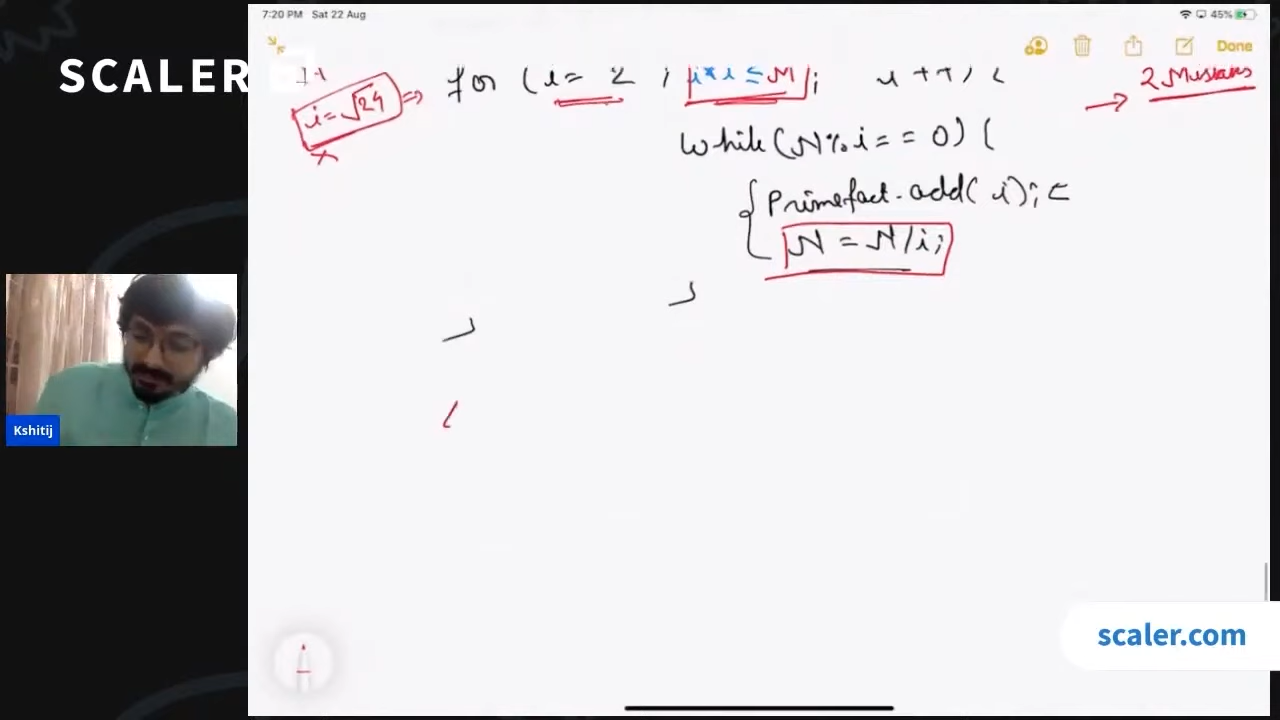 7:20 PM Sat 22 Aug
45%
SCALER
Done
for (i = 2 ; i*i ≤ N ; i++) {
i = √24 ⇒
→ 2 Mistakes
while (N%i == 0) {
Primefact.add(i);
N = N/i;
}
}
Kshitij
scaler.com